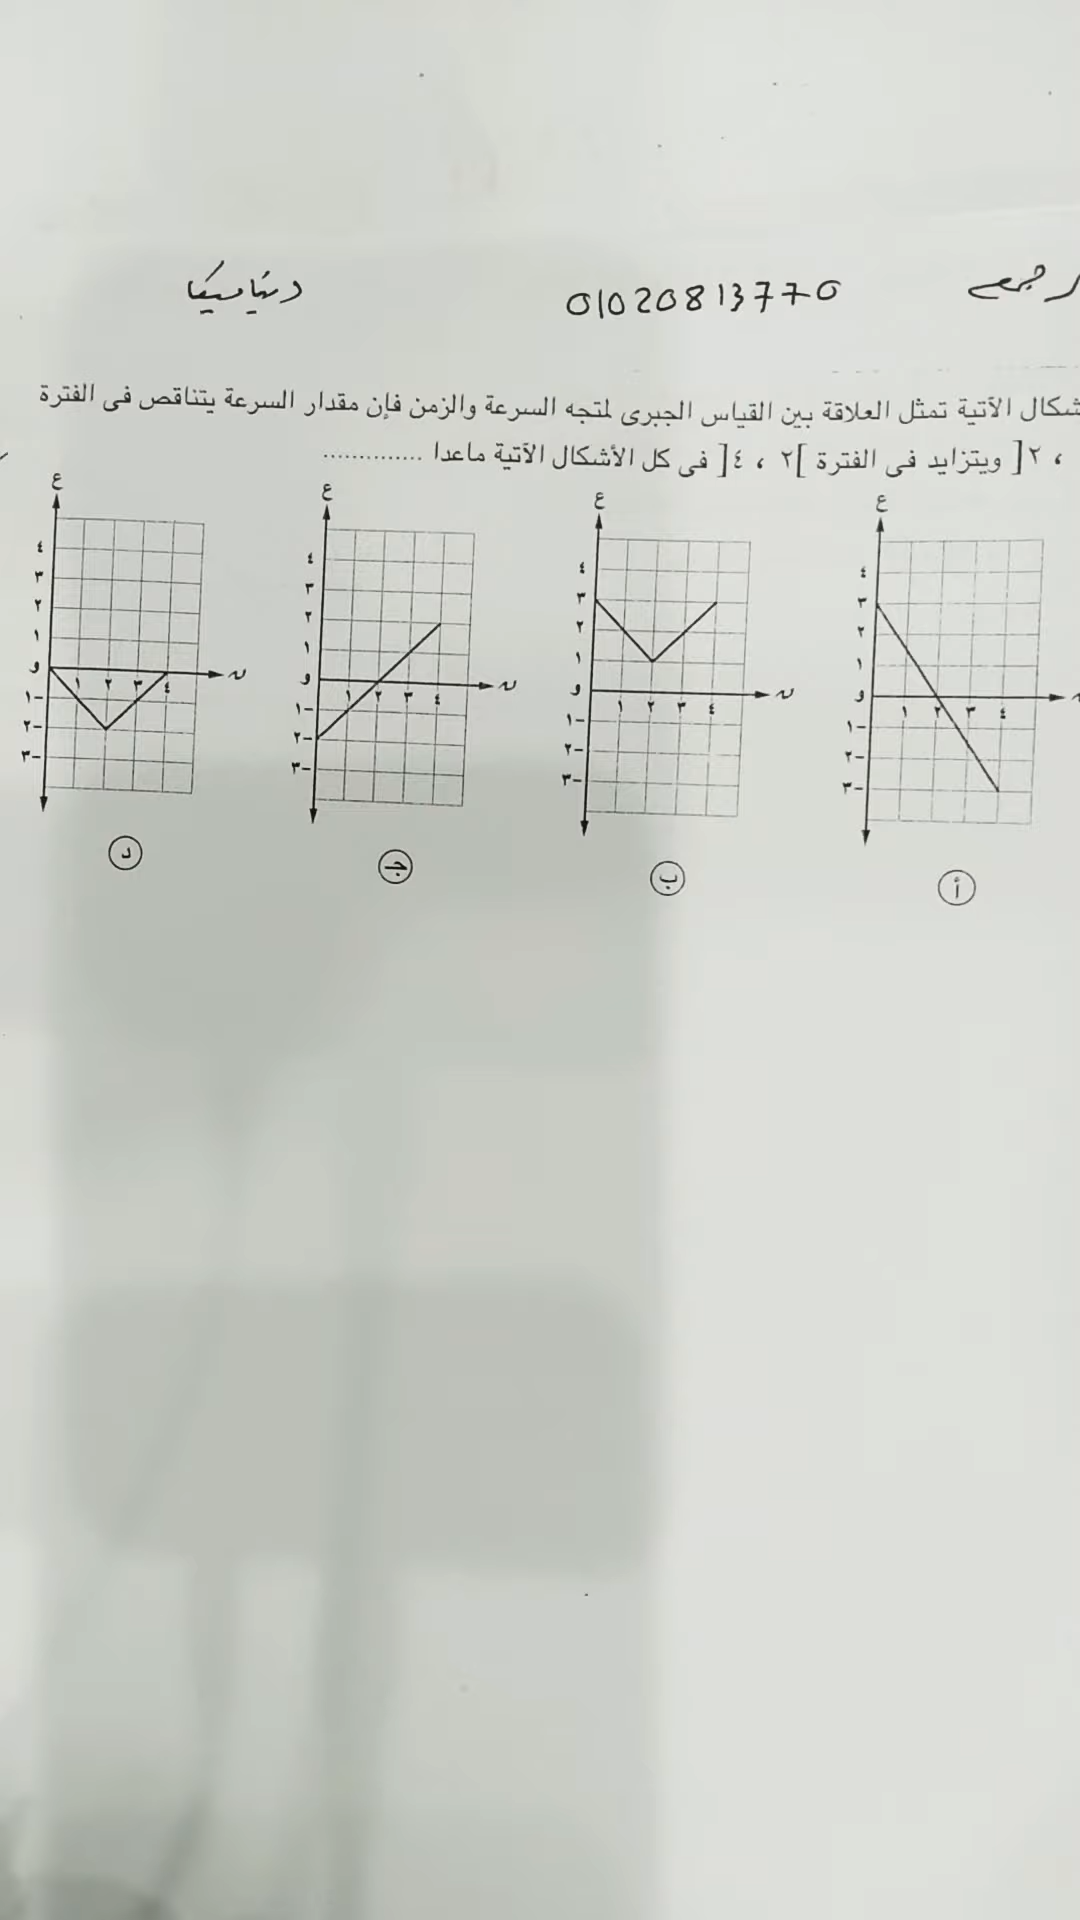 01020813770 ديناميكا
شكال الآتية تمثل العلاقة بين القياس الجبرى لمتجه السرعة والزمن فإن مقدار السرعة يتناقص فى الفترة
، ٢[ ويتزايد فى الفترة ]٢ ، ٤[ فى كل الأشكال الآتية ماعدا ..............
ع ع ع ع
٤ ٤ ٤ ٤
٣ ٣ ٣ ٣
٢ ٢ ٢ ٢
١ ١ ١ ١
و ١ ٢ ٣ ٤
و ١ ٢ ٣ ٤ ن
و ١ ٢ ٣ ٤ ن
و ١ ٢ ٣ ٤ ن
١- ١- ١- ١-
٢- ٢- ٢- ٢-
٣- ٣- ٣- ٣-
أ ب جـ د